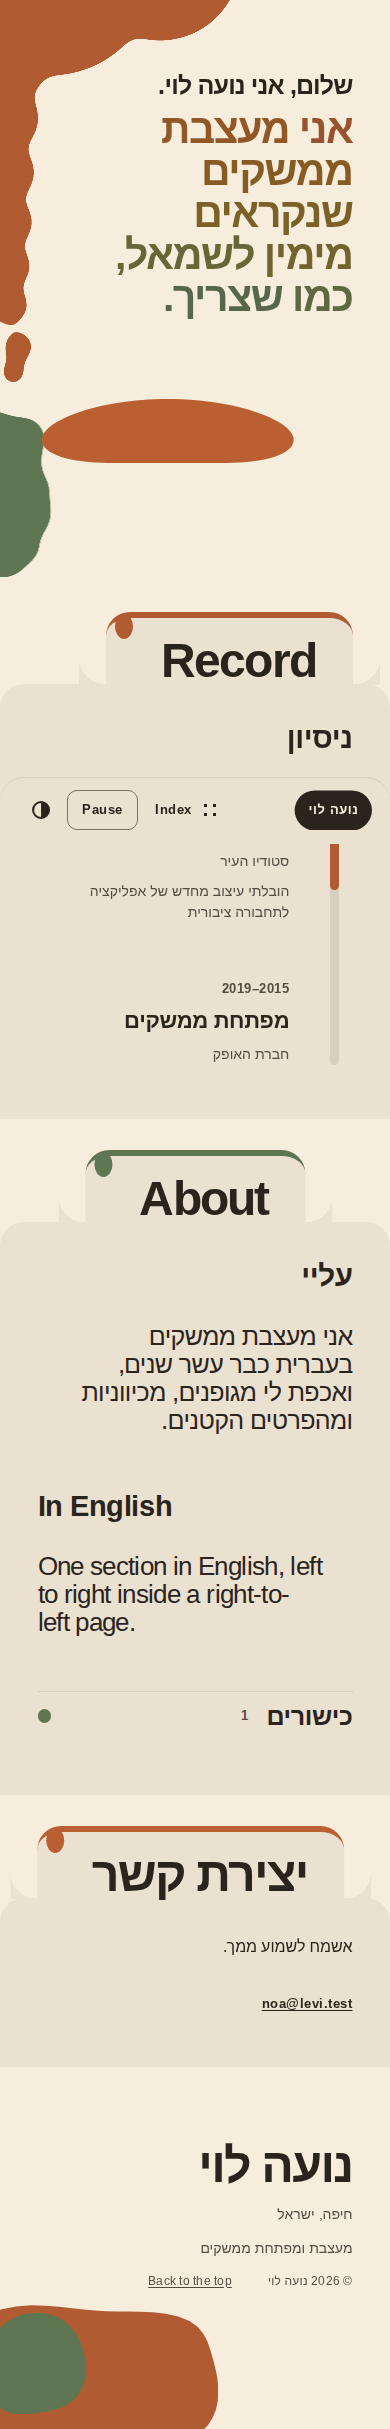 שלום, אני נועה לוי.
אני מעצבת
ממשקים
שנקראים
מימין לשמאל,
כמו שצריך.
Record
ניסיון
נועה לוי
Index
Pause
סטודיו העיר
הובלתי עיצוב מחדש של אפליקציה
לתחבורה ציבורית
2015–2019
מפתחת ממשקים
חברת האופק
About
עליי
אני מעצבת ממשקים
בעברית כבר עשר שנים,
ואכפת לי מגופנים, מכיווניות
ומהפרטים הקטנים.
In English
One section in English, left
to right inside a right-to-
left page.
כישורים 1
יצירת קשר
אשמח לשמוע ממך.
noa@levi.test
נועה לוי
חיפה, ישראל
מעצבת ומפתחת ממשקים
© 2026 נועה לוי
Back to the top